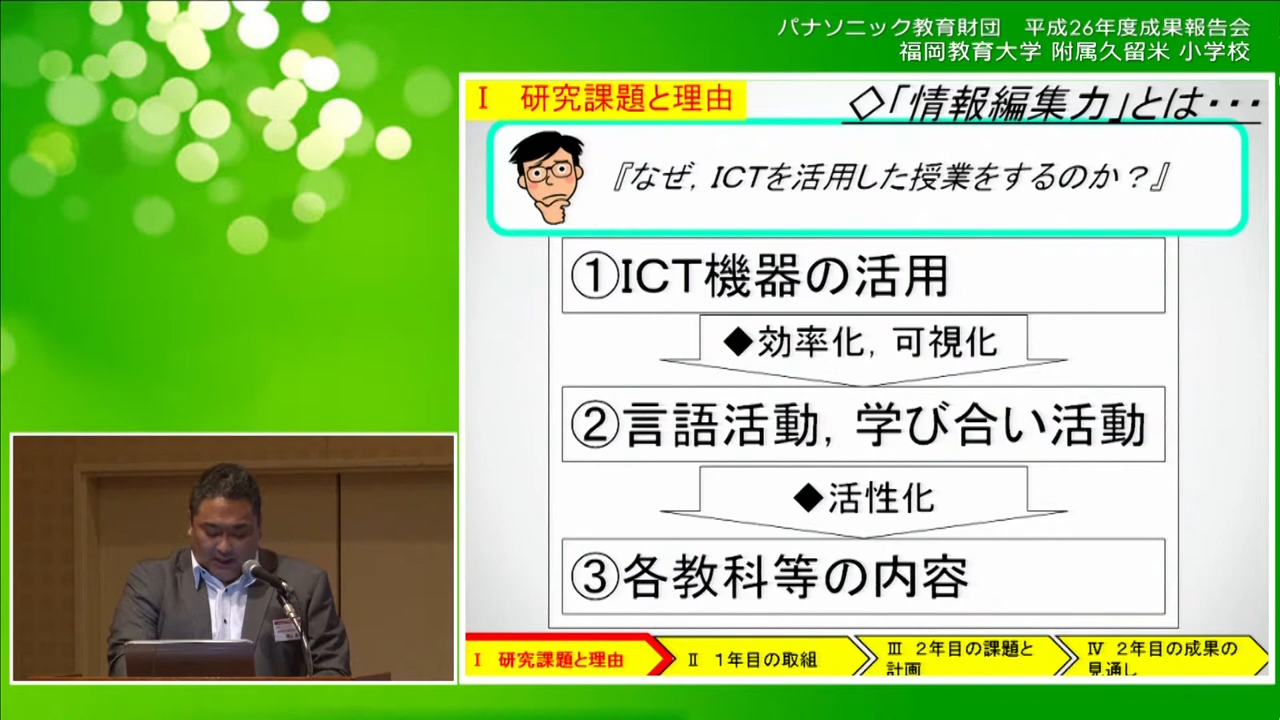 パナソニック教育財団　平成26年度成果報告会
福岡教育大学 附属久留米 小学校
Ⅰ　研究課題と理由
◇「情報編集力」とは・・・
『なぜ，ICTを活用した授業をするのか？』
①ICT機器の活用
◆効率化，可視化
②言語活動，学び合い活動
◆活性化
③各教科等の内容
Ⅰ　研究課題と理由
Ⅱ　1年目の取組
Ⅲ　2年目の課題と
計画
Ⅳ　2年目の成果の
見通し